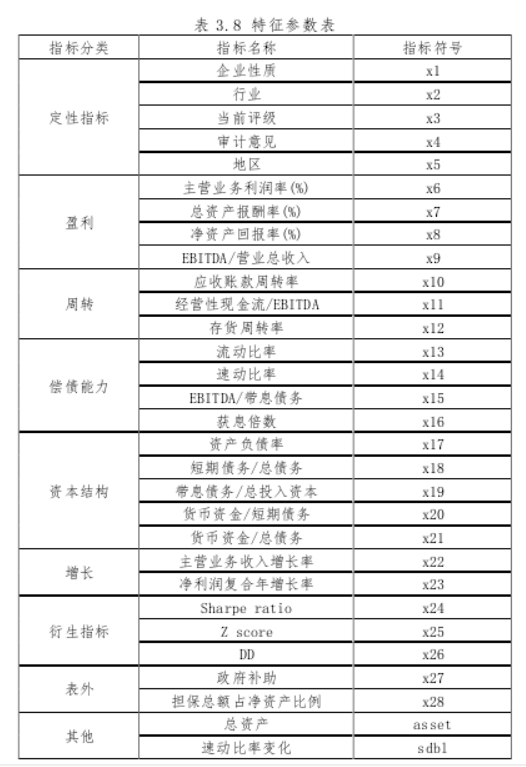 表 3.8 特征参数表
指标分类 指标名称 指标符号
定性指标 企业性质 x1
行业 x2
当前评级 x3
审计意见 x4
地区 x5
盈利 主营业务利润率(%) x6
总资产报酬率(%) x7
净资产回报率(%) x8
EBITDA/营业总收入 x9
周转 应收账款周转率 x10
经营性现金流/EBITDA x11
存货周转率 x12
偿债能力 流动比率 x13
速动比率 x14
EBITDA/带息债务 x15
获息倍数 x16
资本结构 资产负债率 x17
短期债务/总债务 x18
带息债务/总投入资本 x19
货币资金/短期债务 x20
货币资金/总债务 x21
增长 主营业务收入增长率 x22
净利润复合年增长率 x23
衍生指标 Sharpe ratio x24
Z score x25
DD x26
表外 政府补助 x27
担保总额占净资产比例 x28
其他 总资产 asset
速动比率变化 sdbl